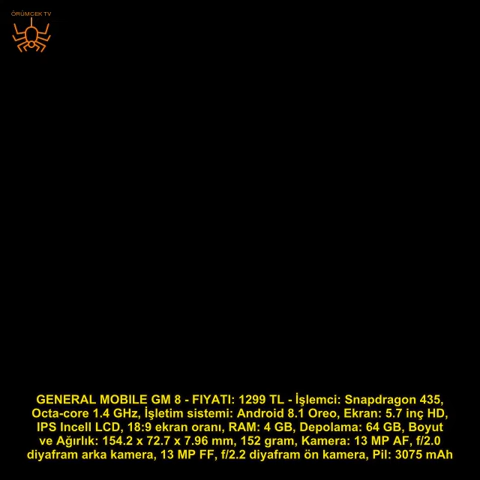 ÖRÜMCEK TV
GENERAL MOBILE GM 8 - FIYATI: 1299 TL - İşlemci: Snapdragon 435,
Octa-core 1.4 GHz, İşletim sistemi: Android 8.1 Oreo, Ekran: 5.7 inç HD,
IPS Incell LCD, 18:9 ekran oranı, RAM: 4 GB, Depolama: 64 GB, Boyut
ve Ağırlık: 154.2 x 72.7 x 7.96 mm, 152 gram, Kamera: 13 MP AF, f/2.0
diyafram arka kamera, 13 MP FF, f/2.2 diyafram ön kamera, Pil: 3075 mAh